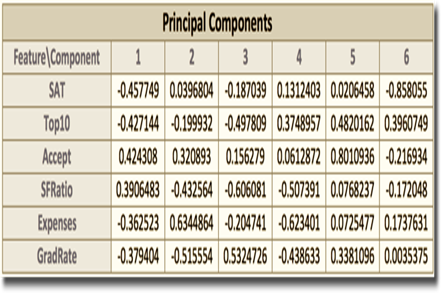 Principal Components
Feature\Component 1 2 3 4 5 6
SAT -0.457749 0.0396804 -0.187039 0.1312403 0.0206458 -0.858055
Top10 -0.427144 -0.199932 -0.497809 0.3748957 0.4820162 0.3960749
Accept 0.424308 0.320893 0.156279 0.0612872 0.8010936 -0.216934
SFRatio 0.3906483 -0.432564 -0.606081 -0.507391 0.0768237 -0.172048
Expenses -0.362523 0.6344864 -0.204741 -0.623401 0.0725477 0.1737631
GradRate -0.379404 -0.515554 0.5324726 -0.438633 0.3381096 0.0035375